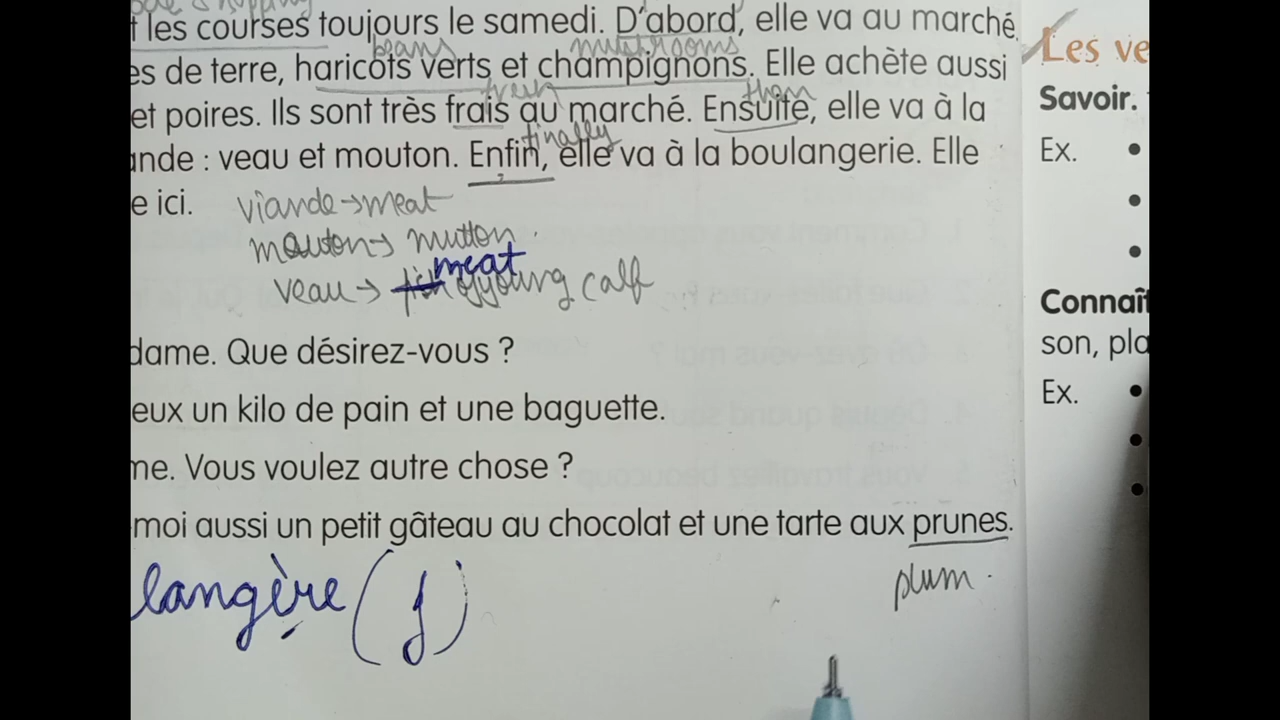 t les courses toujours le samedi. D'abord, elle va au marché.
beans mushrooms
es de terre, haricots verts et champignons. Elle achète aussi
fresh then
et poires. Ils sont très frais au marché. Ensuite, elle va à la
finally
ande : veau et mouton. Enfin, elle va à la boulangerie. Elle
e ici.
viande → meat
mouton → mutton
meat
veau → of young calf
dame. Que désirez-vous ?
eux un kilo de pain et une baguette.
me. Vous voulez autre chose ?
-moi aussi un petit gâteau au chocolat et une tarte aux prunes.
plum
langère (f)
Les ve
Savoir.
Ex.
Connaît
son, pla
Ex.